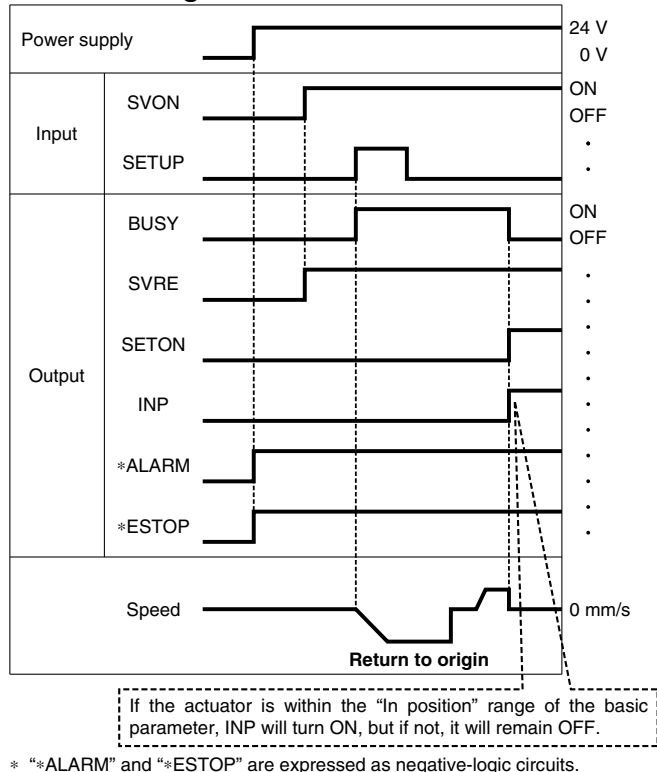 Power supply
24 V
0 V
Input
SVON
ON
OFF
SETUP
Output
BUSY
ON
OFF
SVRE
SETON
INP
*ALARM
*ESTOP
Speed
0 mm/s
Return to origin
If the actuator is within the “In position” range of the basic
parameter, INP will turn ON, but if not, it will remain OFF.
* “*ALARM” and “*ESTOP” are expressed as negative-logic circuits.